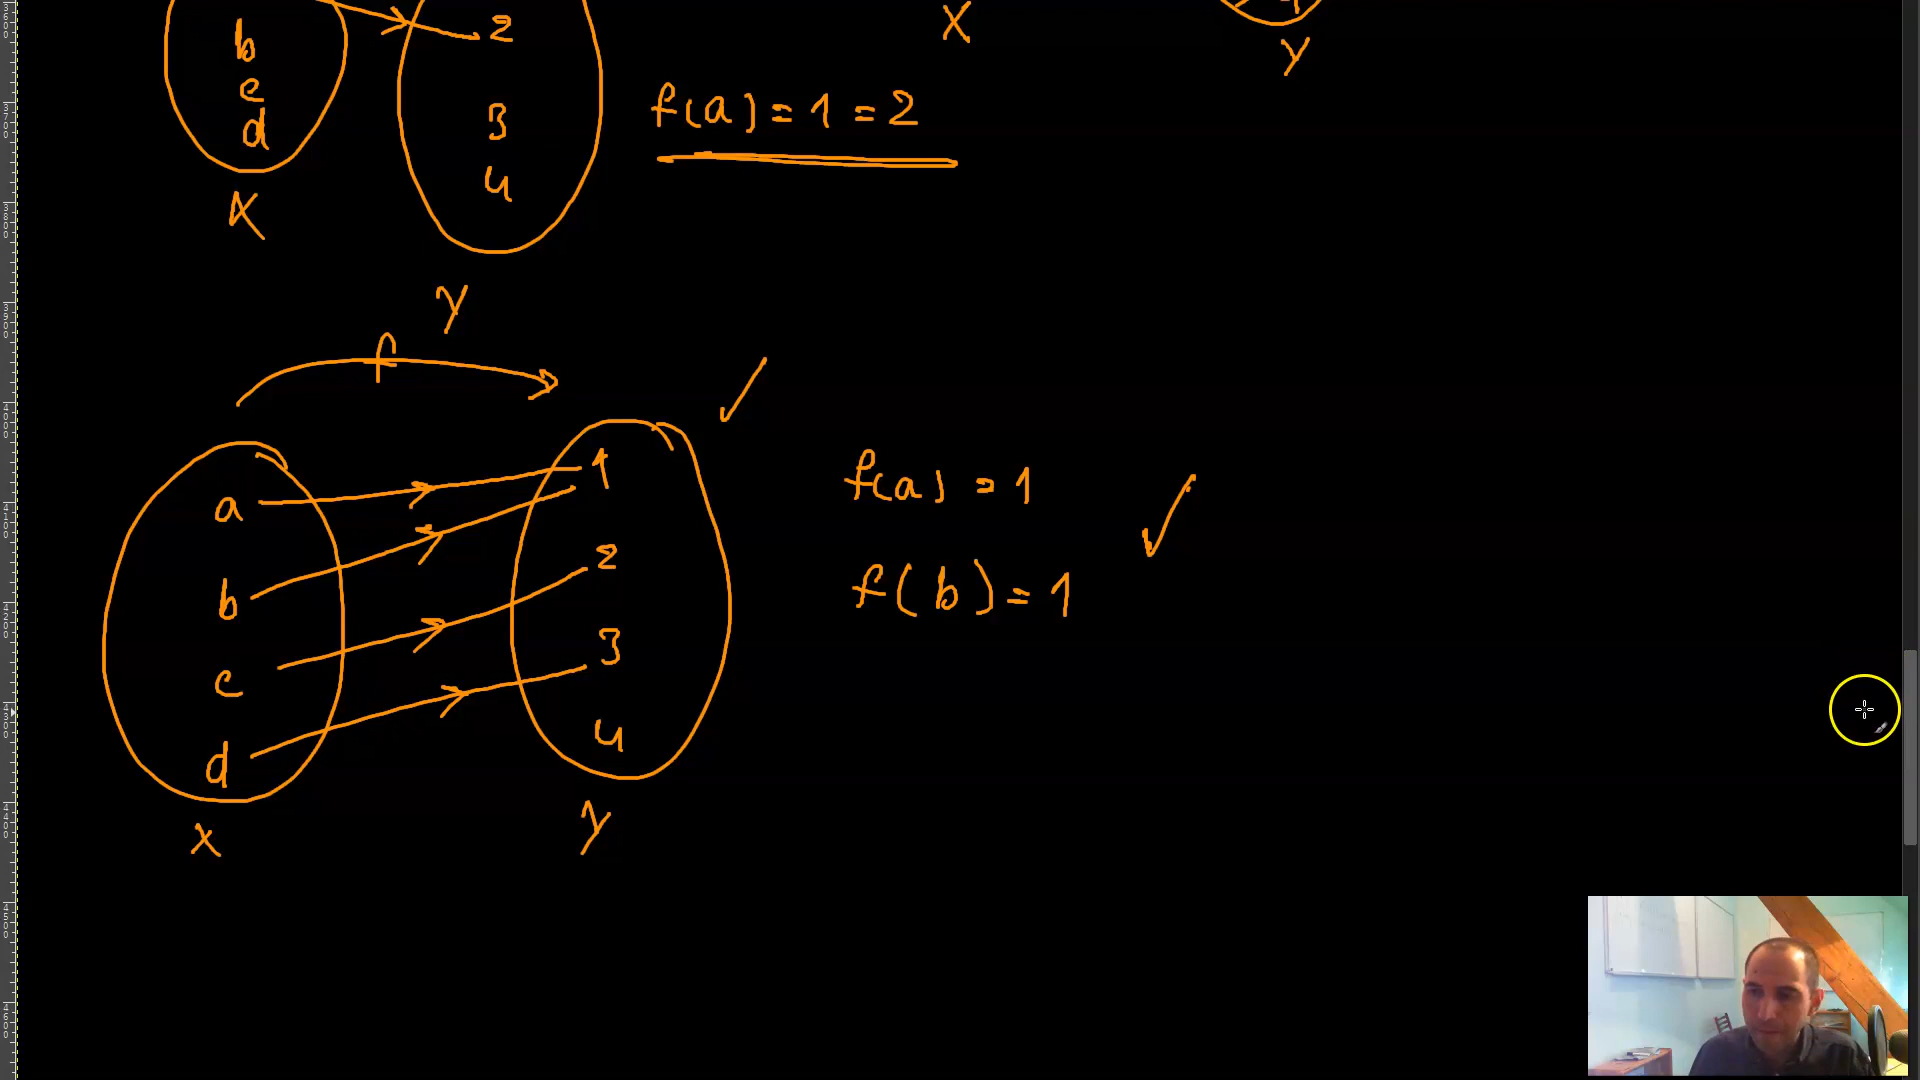 b
c
d
X
2
3
4
Y
X
Y
f(a) = 1 = 2
f
a
b
c
d
X
1
2
3
4
Y
f(a) = 1
f(b) = 1